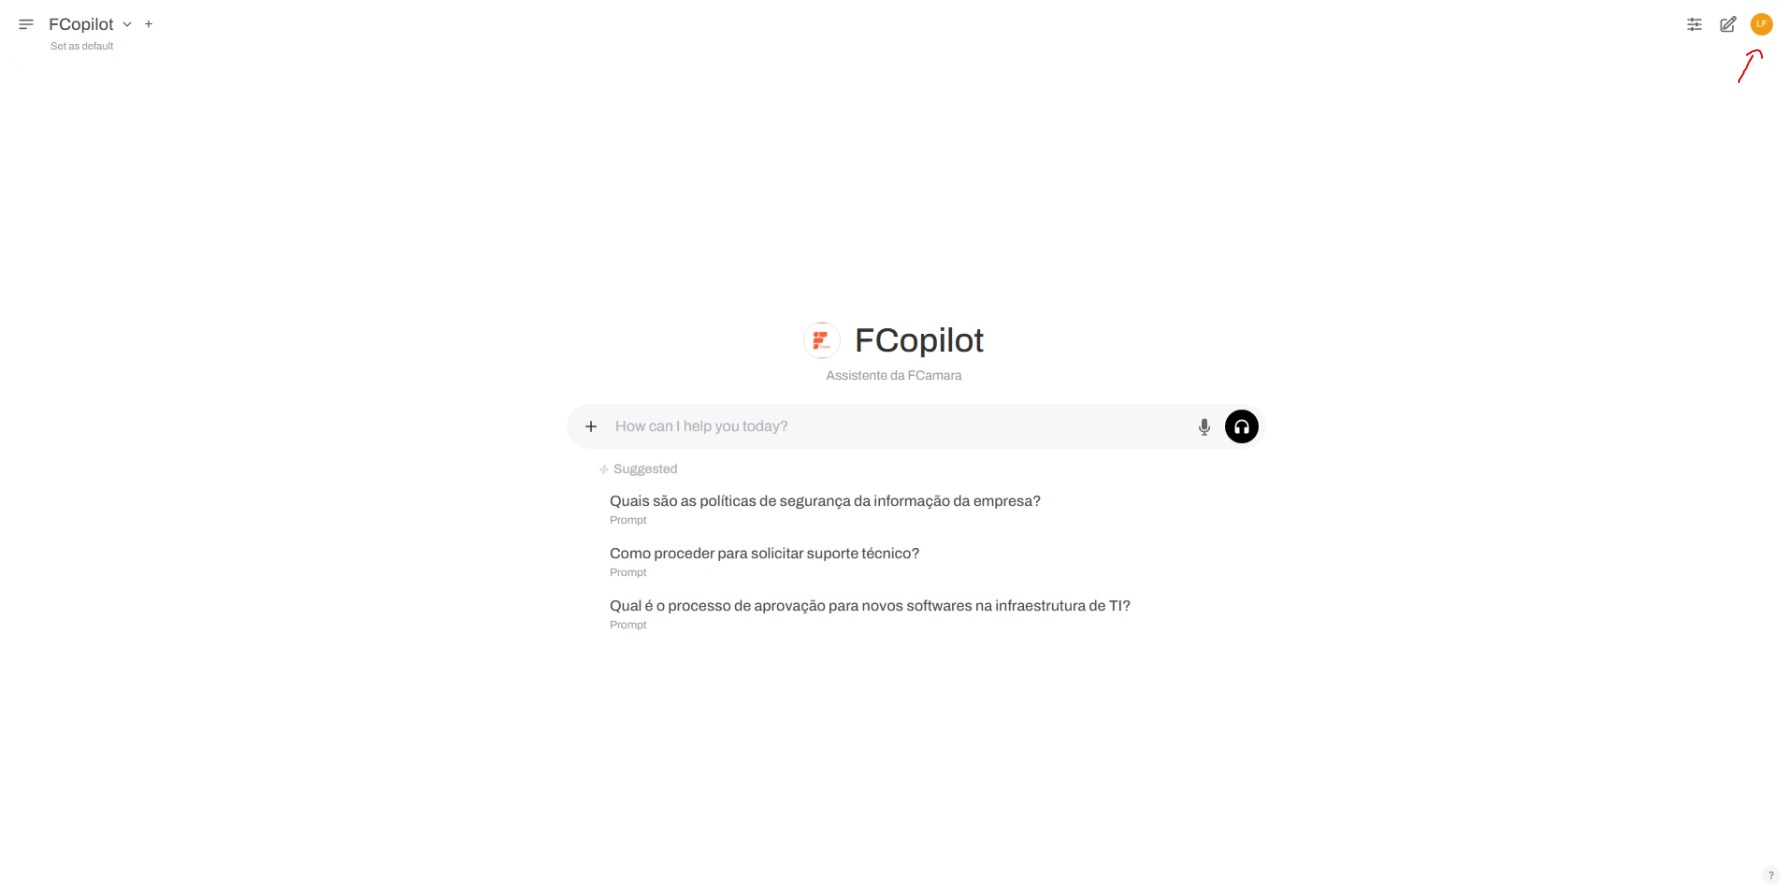 FCopilot
Set as default
LF
FCopilot
Assistente da FCamara
How can I help you today?
Suggested
Quais são as políticas de segurança da informação da empresa?
Prompt
Como proceder para solicitar suporte técnico?
Prompt
Qual é o processo de aprovação para novos softwares na infraestrutura de TI?
Prompt
?